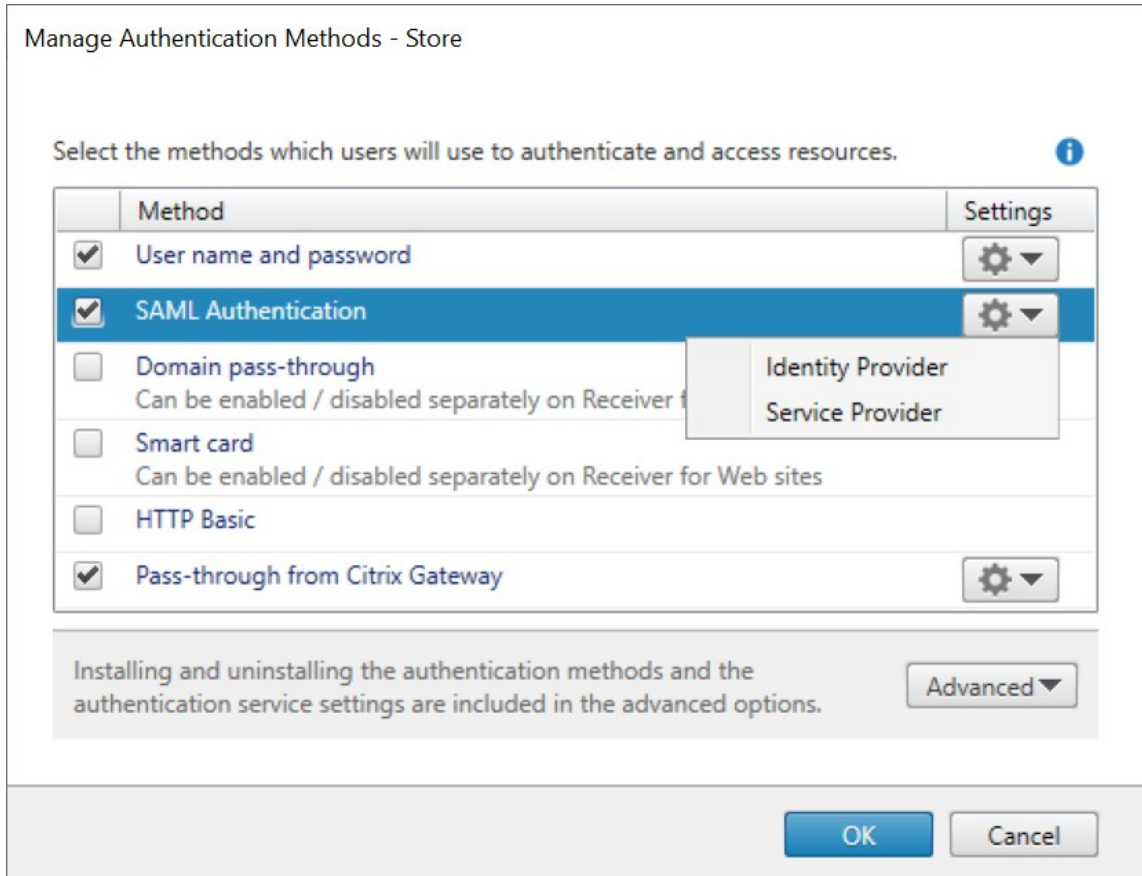 Manage Authentication Methods - Store
Select the methods which users will use to authenticate and access resources.
Method Settings
User name and password
SAML Authentication
Identity Provider
Service Provider
Domain pass-through
Can be enabled / disabled separately on Receiver
Smart card
Can be enabled / disabled separately on Receiver for Web sites
HTTP Basic
Pass-through from Citrix Gateway
Installing and uninstalling the authentication methods and the
authentication service settings are included in the advanced options.
Advanced
OK Cancel